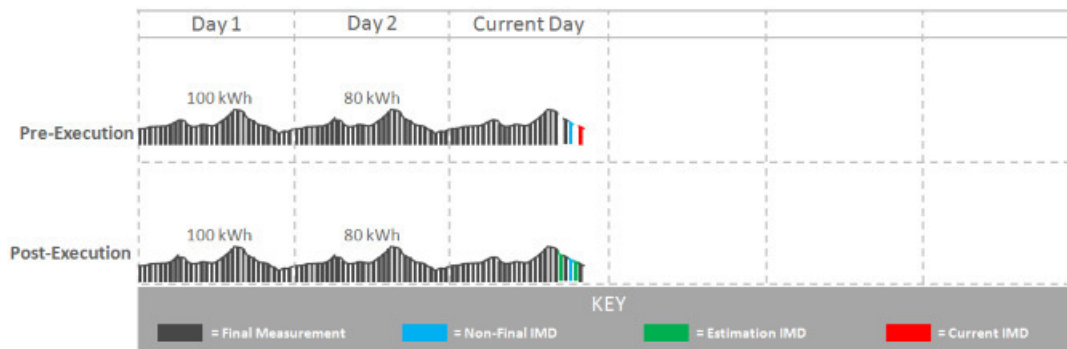 Day 1 Day 2 Current Day
100 kWh 80 kWh
Pre-Execution
100 kWh 80 kWh
Post-Execution
KEY
= Final Measurement = Non-Final IMD = Estimation IMD = Current IMD